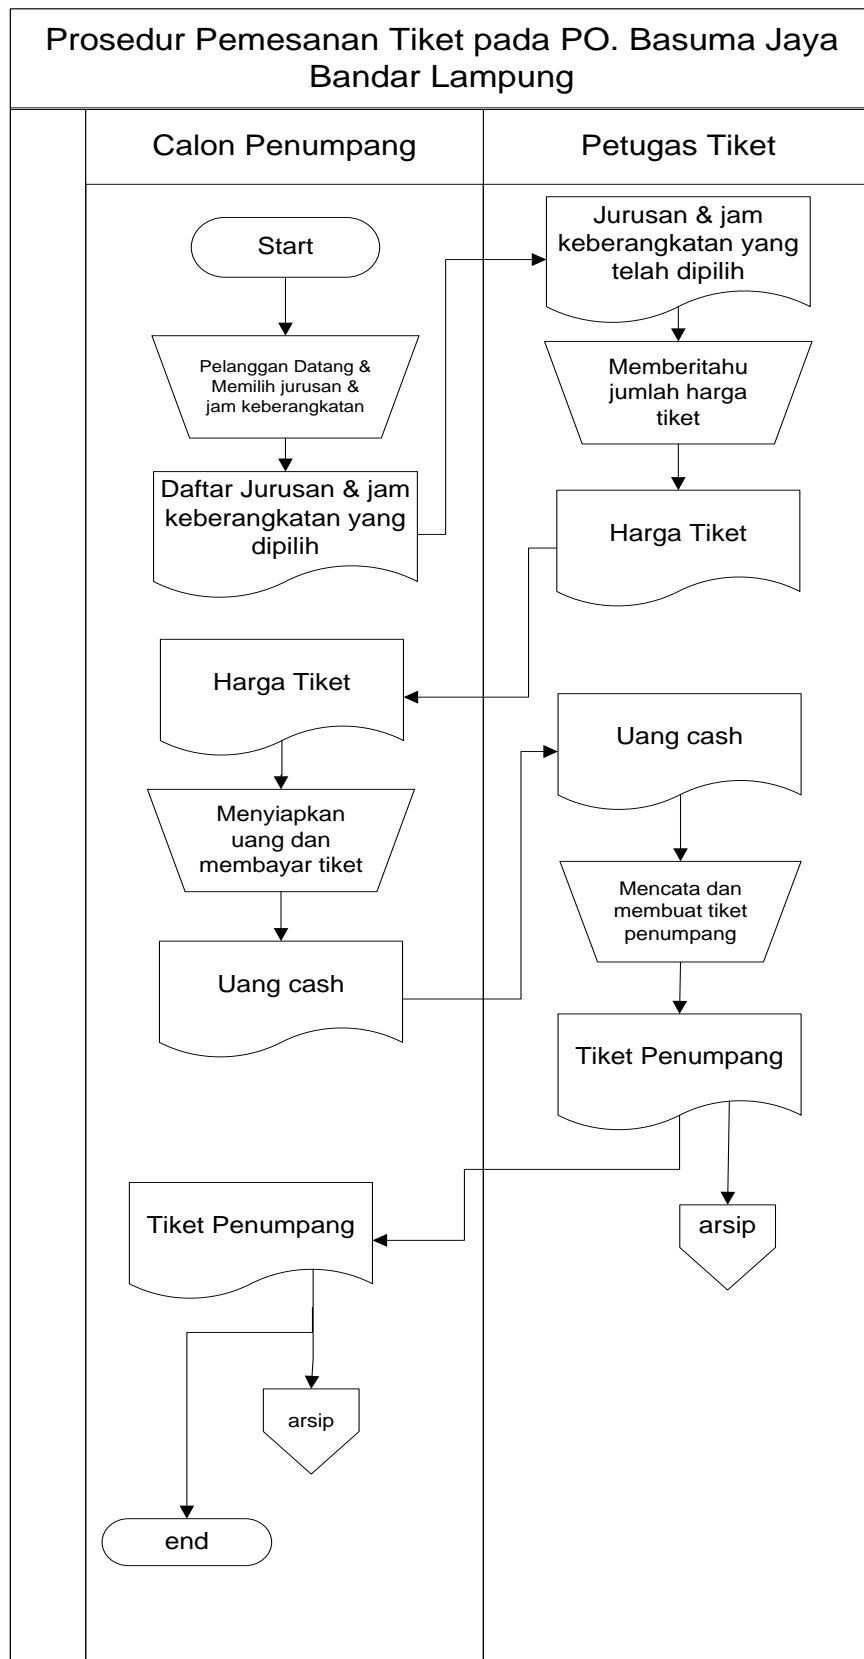 Prosedur Pemesanan Tiket pada PO. Basuma Jaya
Bandar Lampung
Calon Penumpang
Petugas Tiket
Start
Pelanggan Datang &
Memilih jurusan &
jam keberangkatan
Daftar Jurusan & jam
keberangkatan yang
dipilih
Jurusan & jam
keberangkatan yang
telah dipilih
Memberitahu
jumlah harga
tiket
Harga Tiket
Harga Tiket
Menyiapkan
uang dan
membayar tiket
Uang cash
Uang cash
Mencata dan
membuat tiket
penumpang
Tiket Penumpang
arsip
Tiket Penumpang
arsip
end